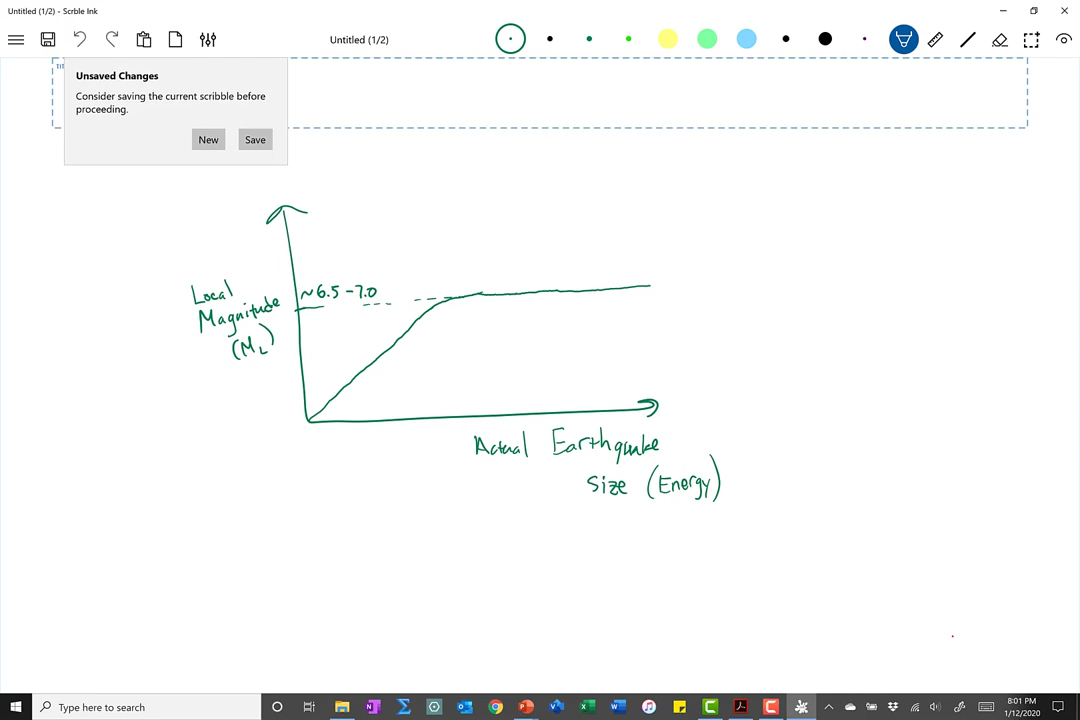 Untitled (1/2) - Scrble Ink
Untitled (1/2)
Unsaved Changes
Consider saving the current scribble before
proceeding.
New Save
Local
Magnitude
(ML)
~6.5-7.0
Actual Earthquake
Size (Energy)
Type here to search
8:01 PM
1/12/2020